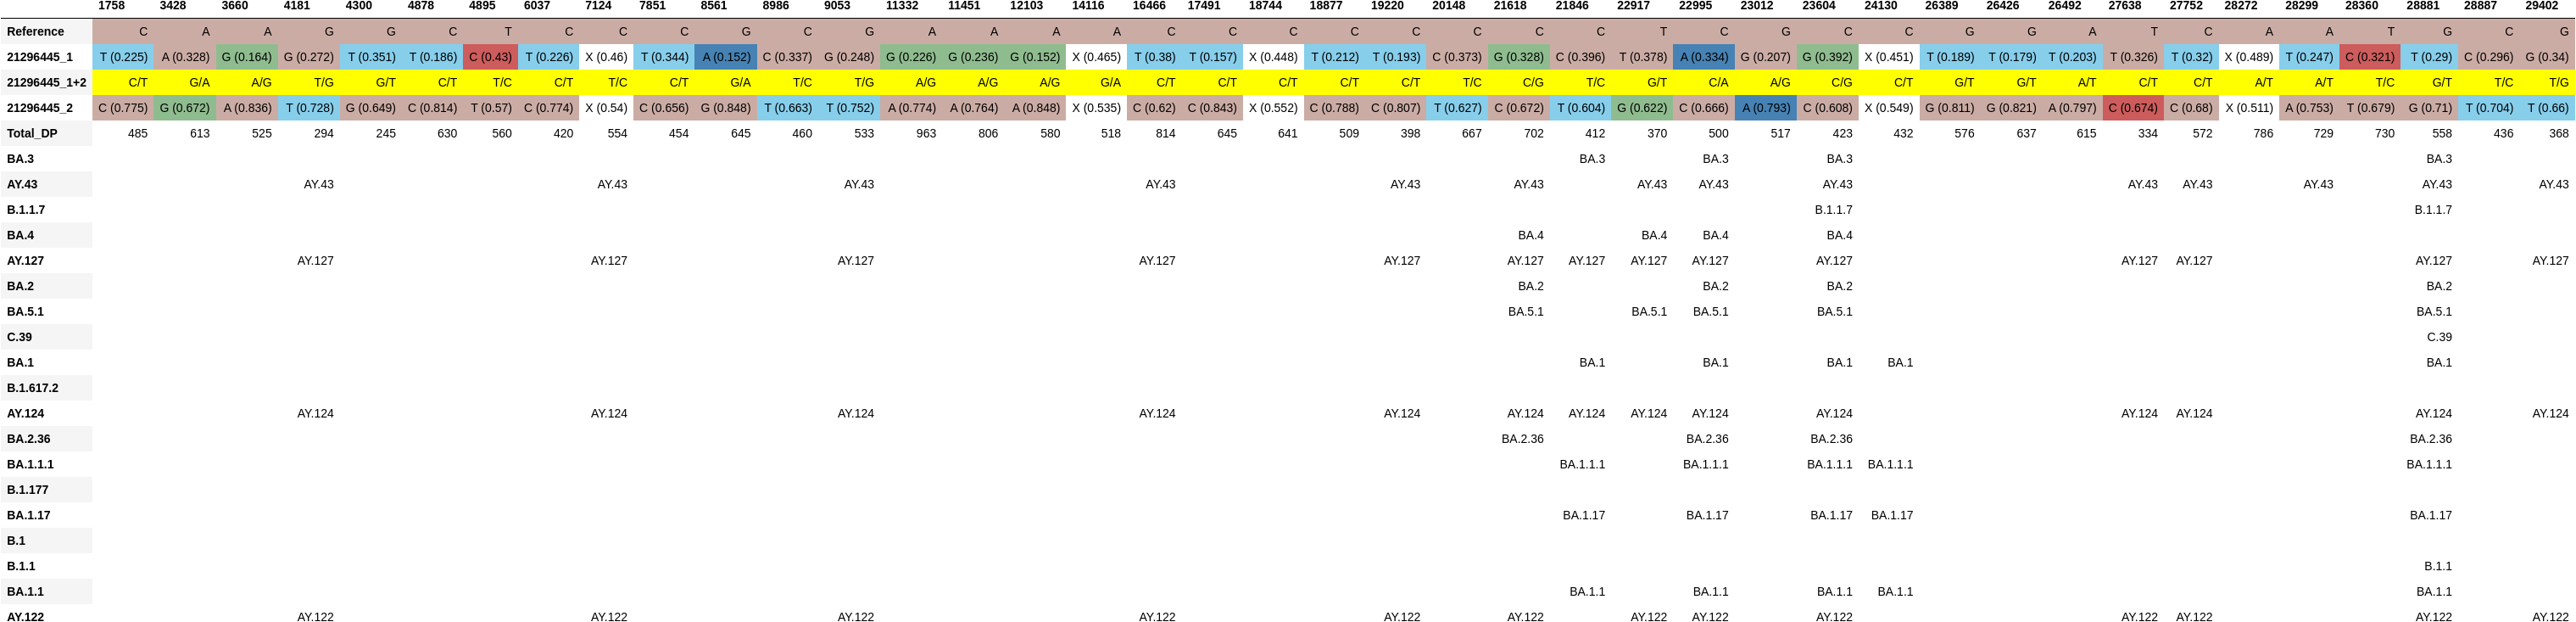 1758 3428 3660 4181 4300 4878 4895 6037 7124 7851 8561 8986 9053 11332 11451 12103 14116 16466 17491 18744 18877 19220 20148 21618 21846 22917 22995 23012 23604 24130 26389 26426 26492 27638 27752 28272 28299 28360 28881 28887 29402
Reference C A A G G C T C C C G C G A A A A C C C C C C C C T C G C C G G A T C A A T G C G
21296445_1 T (0.225) A (0.328) G (0.164) G (0.272) T (0.351) T (0.186) C (0.43) T (0.226) X (0.46) T (0.344) A (0.152) C (0.337) G (0.248) G (0.226) G (0.236) G (0.152) X (0.465) T (0.38) T (0.157) X (0.448) T (0.212) T (0.193) C (0.373) G (0.328) C (0.396) T (0.378) A (0.334) G (0.207) G (0.392) X (0.451) T (0.189) T (0.179) T (0.203) T (0.326) T (0.32) X (0.489) T (0.247) C (0.321) T (0.29) C (0.296) G (0.34)
21296445_1+2 C/T G/A A/G T/G G/T C/T T/C C/T T/C C/T G/A T/C T/G A/G A/G A/G G/A C/T C/T C/T C/T C/T T/C C/G T/C G/T C/A A/G C/G C/T G/T G/T A/T C/T C/T A/T A/T T/C G/T T/C T/G
21296445_2 C (0.775) G (0.672) A (0.836) T (0.728) G (0.649) C (0.814) T (0.57) C (0.774) X (0.54) C (0.656) G (0.848) T (0.663) T (0.752) A (0.774) A (0.764) A (0.848) X (0.535) C (0.62) C (0.843) X (0.552) C (0.788) C (0.807) T (0.627) C (0.672) T (0.604) G (0.622) C (0.666) A (0.793) C (0.608) X (0.549) G (0.811) G (0.821) A (0.797) C (0.674) C (0.68) X (0.511) A (0.753) T (0.679) G (0.71) T (0.704) T (0.66)
Total_DP 485 613 525 294 245 630 560 420 554 454 645 460 533 963 806 580 518 814 645 641 509 398 667 702 412 370 500 517 423 432 576 637 615 334 572 786 729 730 558 436 368
BA.3 BA.3 BA.3 BA.3 BA.3
AY.43 AY.43 AY.43 AY.43 AY.43 AY.43 AY.43 AY.43 AY.43 AY.43 AY.43 AY.43 AY.43 AY.43 AY.43
B.1.1.7 B.1.1.7 B.1.1.7
BA.4 BA.4 BA.4 BA.4 BA.4
AY.127 AY.127 AY.127 AY.127 AY.127 AY.127 AY.127 AY.127 AY.127 AY.127 AY.127 AY.127 AY.127 AY.127 AY.127
BA.2 BA.2 BA.2 BA.2 BA.2
BA.5.1 BA.5.1 BA.5.1 BA.5.1 BA.5.1 BA.5.1
C.39 C.39
BA.1 BA.1 BA.1 BA.1 BA.1 BA.1
B.1.617.2
AY.124 AY.124 AY.124 AY.124 AY.124 AY.124 AY.124 AY.124 AY.124 AY.124 AY.124 AY.124 AY.124 AY.124 AY.124
BA.2.36 BA.2.36 BA.2.36 BA.2.36 BA.2.36
BA.1.1.1 BA.1.1.1 BA.1.1.1 BA.1.1.1 BA.1.1.1 BA.1.1.1
B.1.177
BA.1.17 BA.1.17 BA.1.17 BA.1.17 BA.1.17 BA.1.17
B.1
B.1.1 B.1.1
BA.1.1 BA.1.1 BA.1.1 BA.1.1 BA.1.1 BA.1.1
AY.122 AY.122 AY.122 AY.122 AY.122 AY.122 AY.122 AY.122 AY.122 AY.122 AY.122 AY.122 AY.122 AY.122